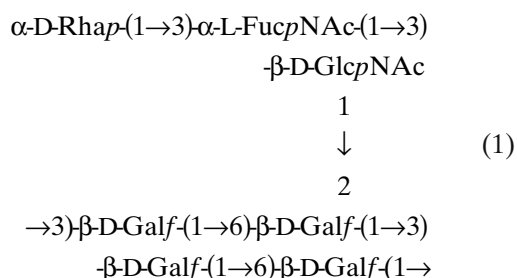 α-D-Rhap-(1→3)-α-L-FucpNAc-(1→3)
-β-D-GlcpNAc
1
↓
(1)
2
→3)-β-D-Galf-(1→6)-β-D-Galf-(1→3)
-β-D-Galf-(1→6)-β-D-Galf-(1→